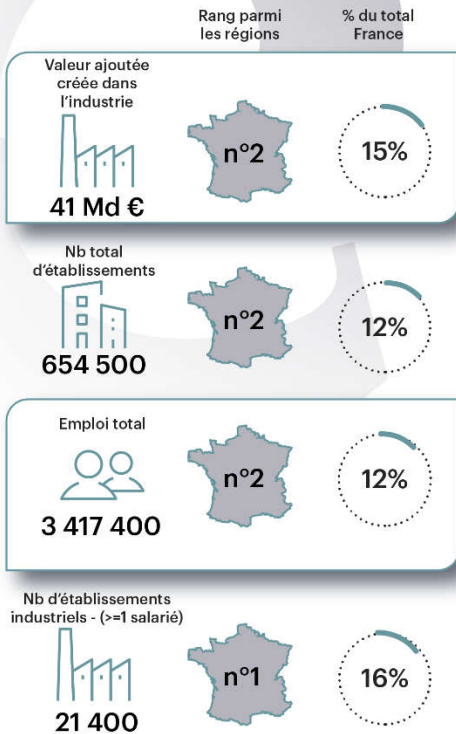 Rang parmi
les régions
% du total
France
Valeur ajoutée
créée dans
l'industrie
41 Md €
n°2
15%
Nb total
d'établissements
654 500
n°2
12%
Emploi total
3 417 400
n°2
12%
Nb d'établissements
industriels - (>=1 salarié)
21 400
n°1
16%